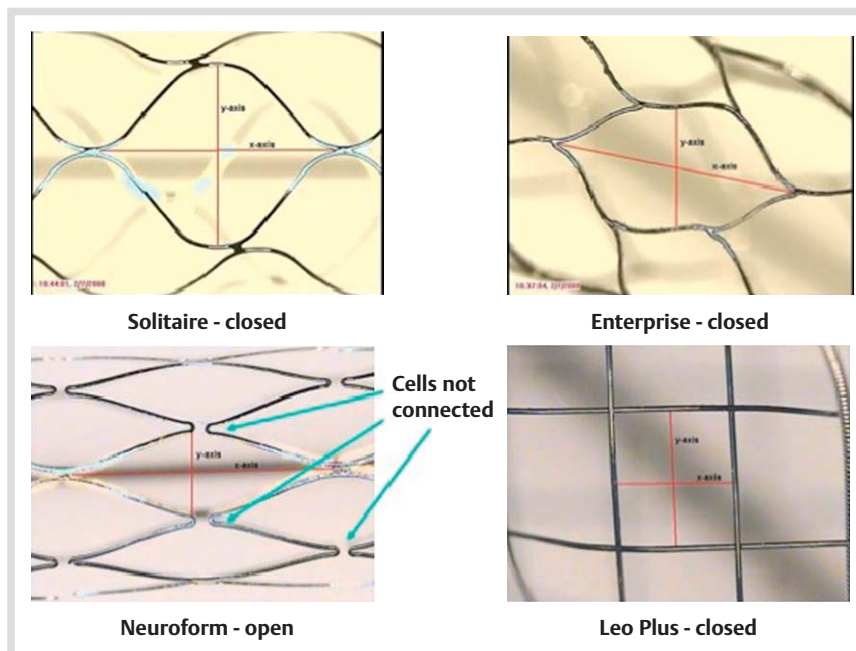 y-axis
x-axis
Solitaire - closed
y-axis
x-axis
Enterprise - closed
Cells not
connected
y-axis
x-axis
Neuroform - open
y-axis
x-axis
Leo Plus - closed